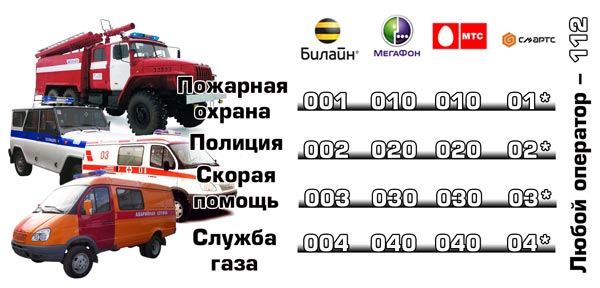 Билайн®
МЕГАФОН
МТС
СМАРТС
Пожарная
охрана
001 010 010 01*
Полиция
002 020 020 02*
Скорая
помощь
003 030 030 03*
Служба
газа
004 040 040 04*
Любой оператор – 112
03
АВАРИЙНАЯ СЛУЖБА